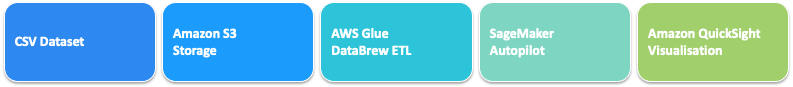 CSV Dataset
Amazon S3
Storage
AWS Glue
DataBrew ETL
SageMaker
Autopilot
Amazon QuickSight
Visualisation